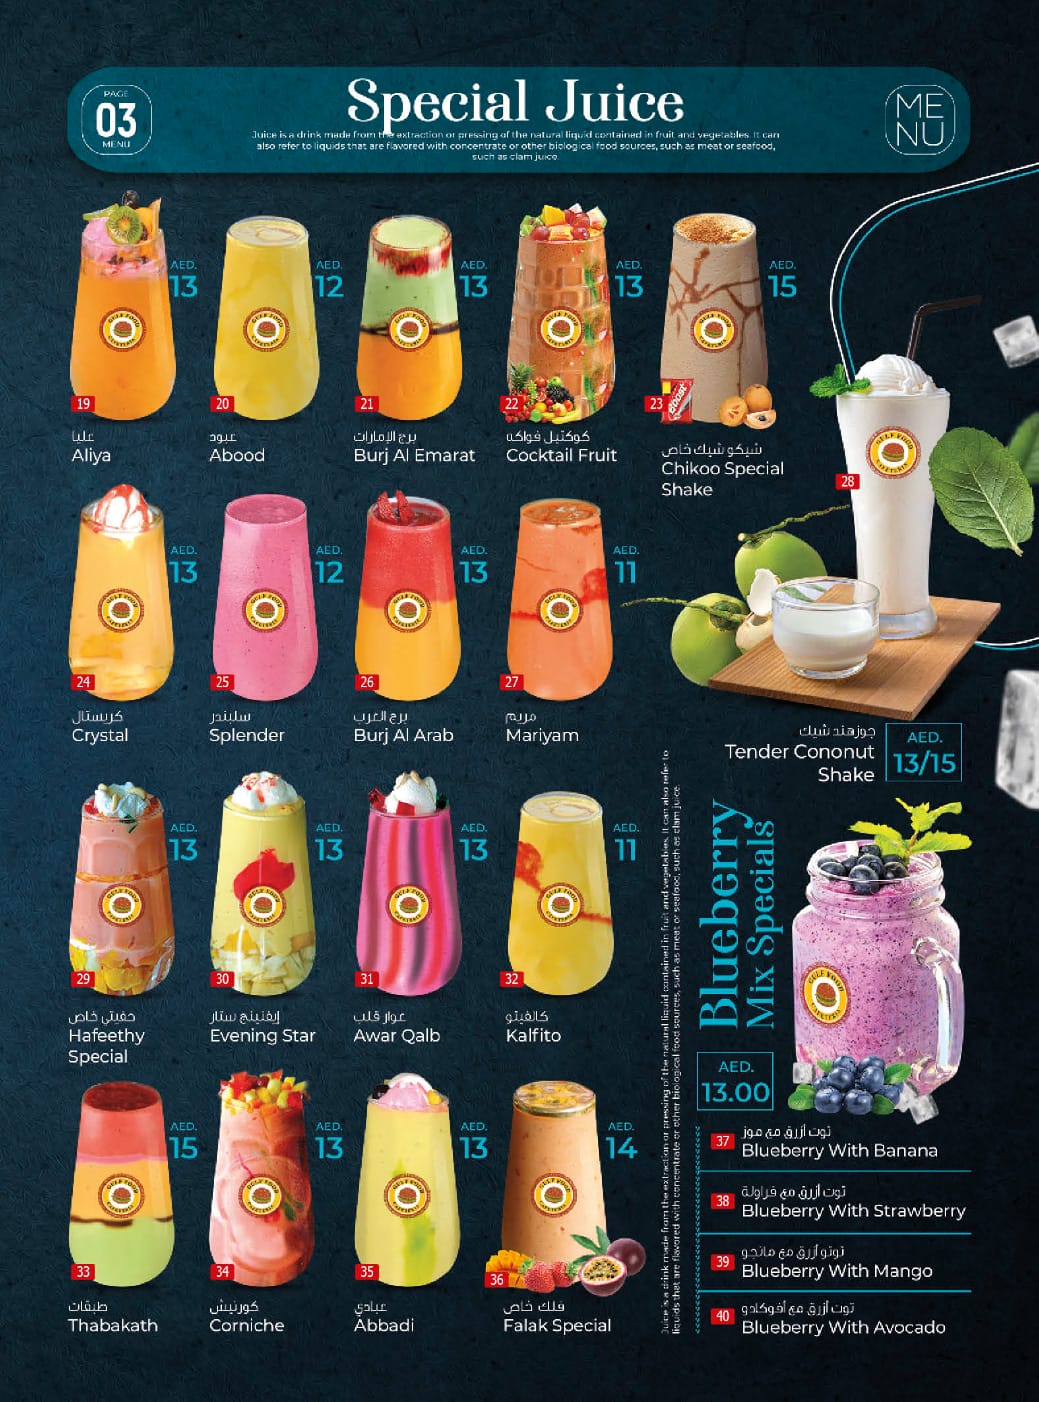 PAGE
03
MENU
Special Juice
Juice is a drink made from the extraction or pressing of the natural liquid contained in fruit and vegetables. It can
also refer to liquids that are flavored with concentrate or other biological food sources, such as meat or seafood,
such as clam juice.
ME
NU
AED.
13
19
عليا
Aliya
AED.
12
20
عبود
Abood
AED.
13
21
برج الإمارات
Burj Al Emarat
AED.
13
22
كوكتيل فواكه
Cocktail Fruit
AED.
15
23
Boost
شيكو شيك خاص
Chikoo Special
Shake
GULF FOOD
CAFETERIA
28
جوزهند شيك
Tender Cononut
Shake
AED.
13/15
AED.
13
24
كريستال
Crystal
AED.
12
25
سلبندر
Splender
AED.
13
26
برج العرب
Burj Al Arab
AED.
11
27
مريم
Mariyam
AED.
13
29
حفيتي خاص
Hafeethy
Special
AED.
13
30
إيفنينج ستار
Evening Star
AED.
13
31
عوار قلب
Awar Qalb
AED.
11
32
كالفيتو
Kalfito
AED.
15
33
طبقات
Thabakath
AED.
13
34
كورنيش
Corniche
AED.
13
35
عبادي
Abbadi
AED.
14
36
فلك خاص
Falak Special
Juice is a drink made from the extraction or pressing of the natural liquid contained in fruit and vegetables. It can also refer to
liquids that are flavored with concentrate or other biological food sources, such as meat or seafood, such as clam juice.
Blueberry
Mix Specials
AED.
13.00
37
توت أزرق مع موز
Blueberry With Banana
38
توت أزرق مع فراولة
Blueberry With Strawberry
39
توتو أزرق مع مانجو
Blueberry With Mango
40
توت أزرق مع أفوكادو
Blueberry With Avocado